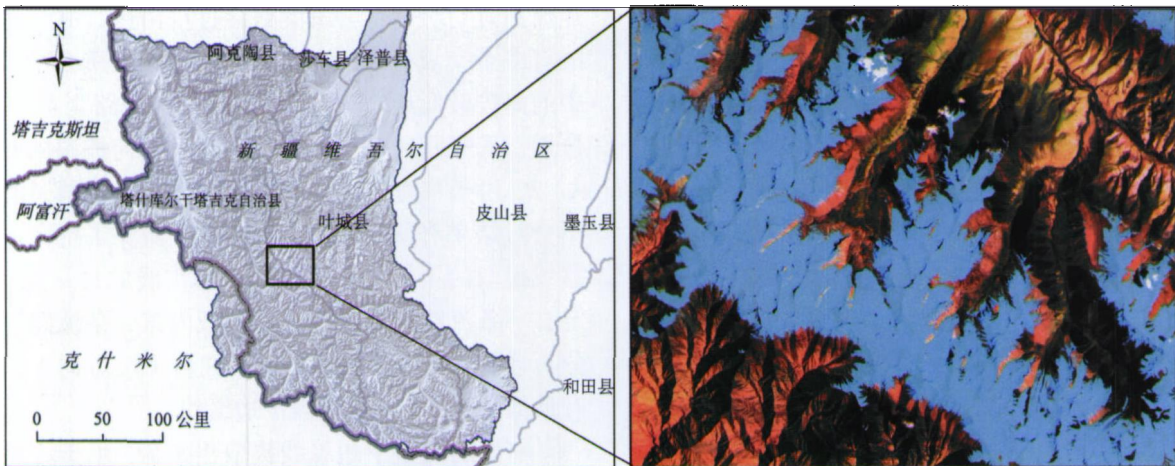 N
阿克陶县
莎车县
泽普县
塔吉克斯坦
新疆维吾尔自治区
塔什库尔干塔吉克自治县
阿富汗
叶城县
皮山县
墨玉县
克什米尔
和田县
0 50 100 公里